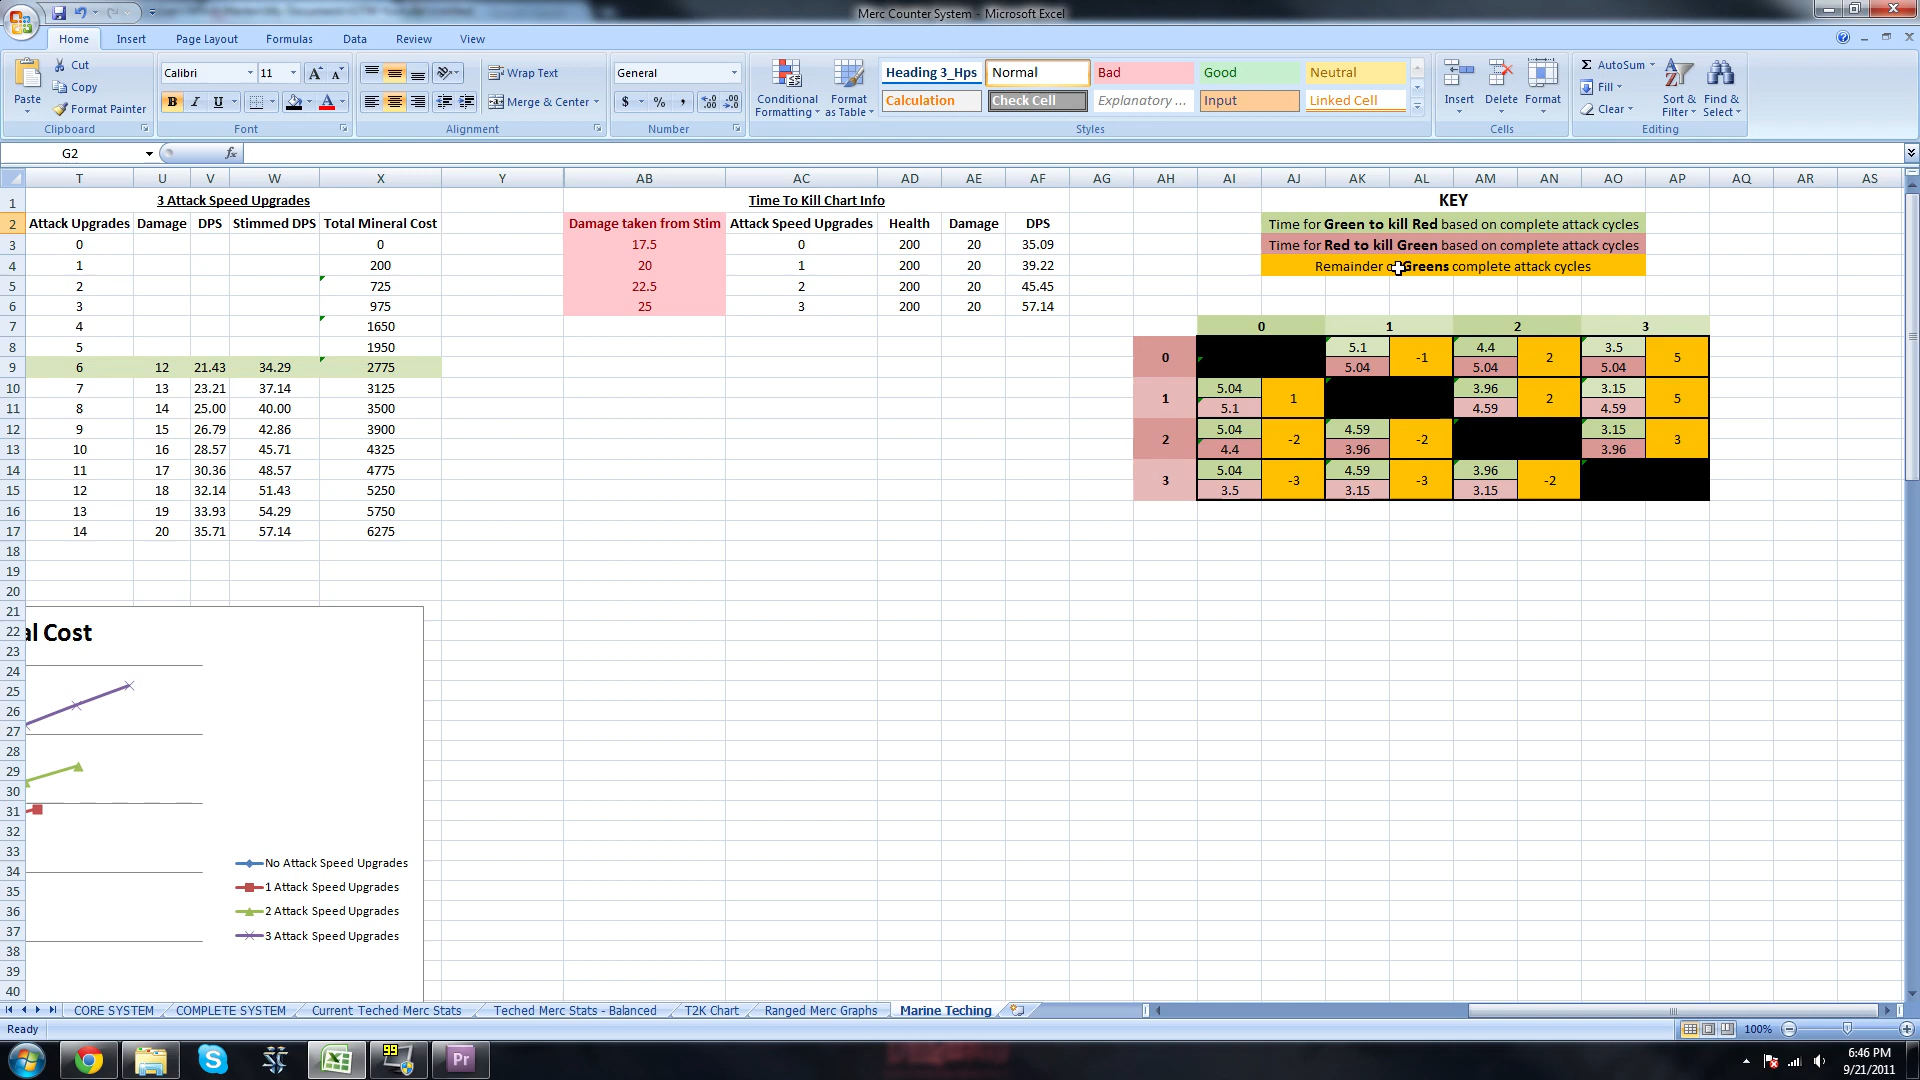 Merc Counter System - Microsoft Excel
Home Insert Page Layout Formulas Data Review View
Cut
Copy
Format Painter
Paste
Clipboard
Calibri 11
B I U
Font
Wrap Text
Merge & Center
Alignment
General
$ % ,
Number
Conditional Formatting
Format as Table
Heading 3_Hps Normal Bad Good Neutral
Calculation Check Cell Explanatory ... Input Linked Cell
Styles
Insert Delete Format
Cells
AutoSum
Fill
Clear
Sort & Filter
Find & Select
Editing
G2 fx
T U V W X Y AB AC AD AE AF AG AH AI AJ AK AL AM AN AO AP AQ AR AS
1 3 Attack Speed Upgrades Time To Kill Chart Info KEY
2 Attack Upgrades Damage DPS Stimmed DPS Total Mineral Cost Damage taken from Stim Attack Speed Upgrades Health Damage DPS Time for Green to kill Red based on complete attack cycles
3 0 0 17.5 0 200 20 35.09 Time for Red to kill Green based on complete attack cycles
4 1 200 20 1 200 20 39.22 Remainder Greens complete attack cycles
5 2 725 22.5 2 200 20 45.45
6 3 975 25 3 200 20 57.14
7 4 1650 0 1 2 3
8 5 1950 0 5.1 -1 4.4 2 3.5 5
9 6 12 21.43 34.29 2775 5.04 5.04 5.04
10 7 13 23.21 37.14 3125 1 5.04 1 3.96 2 3.15 5
11 8 14 25.00 40.00 3500 5.1 4.59 4.59
12 9 15 26.79 42.86 3900 2 5.04 -2 4.59 -2 3.15 3
13 10 16 28.57 45.71 4325 4.4 3.96 3.96
14 11 17 30.36 48.57 4775 3 5.04 -3 4.59 -3 3.96 -2
15 12 18 32.14 51.43 5250 3.5 3.15 3.15
16 13 19 33.93 54.29 5750
17 14 20 35.71 57.14 6275
18
19
20
21
22 al Cost
23
24
25
26
27
28
29
30
31
32
33
34 No Attack Speed Upgrades
35 1 Attack Speed Upgrades
36 2 Attack Speed Upgrades
37 3 Attack Speed Upgrades
38
39
40
CORE SYSTEM COMPLETE SYSTEM Current Teched Merc Stats Teched Merc Stats - Balanced T2K Chart Ranged Merc Graphs Marine Teching
Ready 100%
99 Pr
6:46 PM
9/21/2011